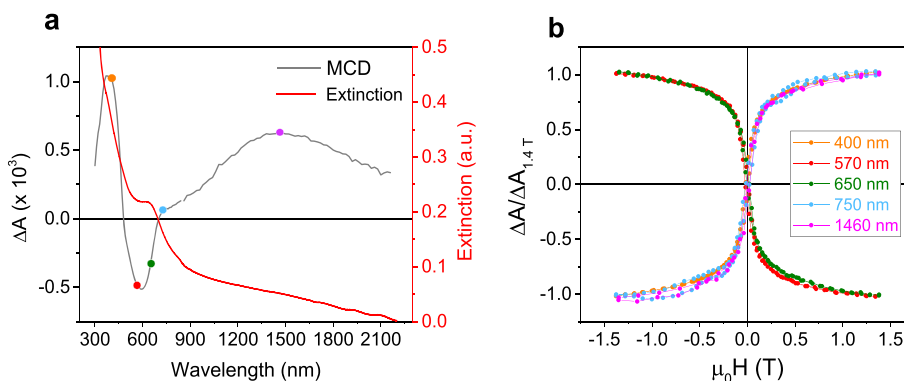 a
ΔA (x 10³)
1.0
0.5
0.0
-0.5
300 600 900 1200 1500 1800 2100
Wavelength (nm)
MCD
Extinction
0.5
0.4
0.3
0.2
0.1
0.0
Extinction (a.u.)
b
ΔA/ΔA₁.₄ T
1.0
0.5
0.0
-0.5
-1.0
-1.5 -1.0 -0.5 0.0 0.5 1.0 1.5
μ₀H (T)
400 nm
570 nm
650 nm
750 nm
1460 nm